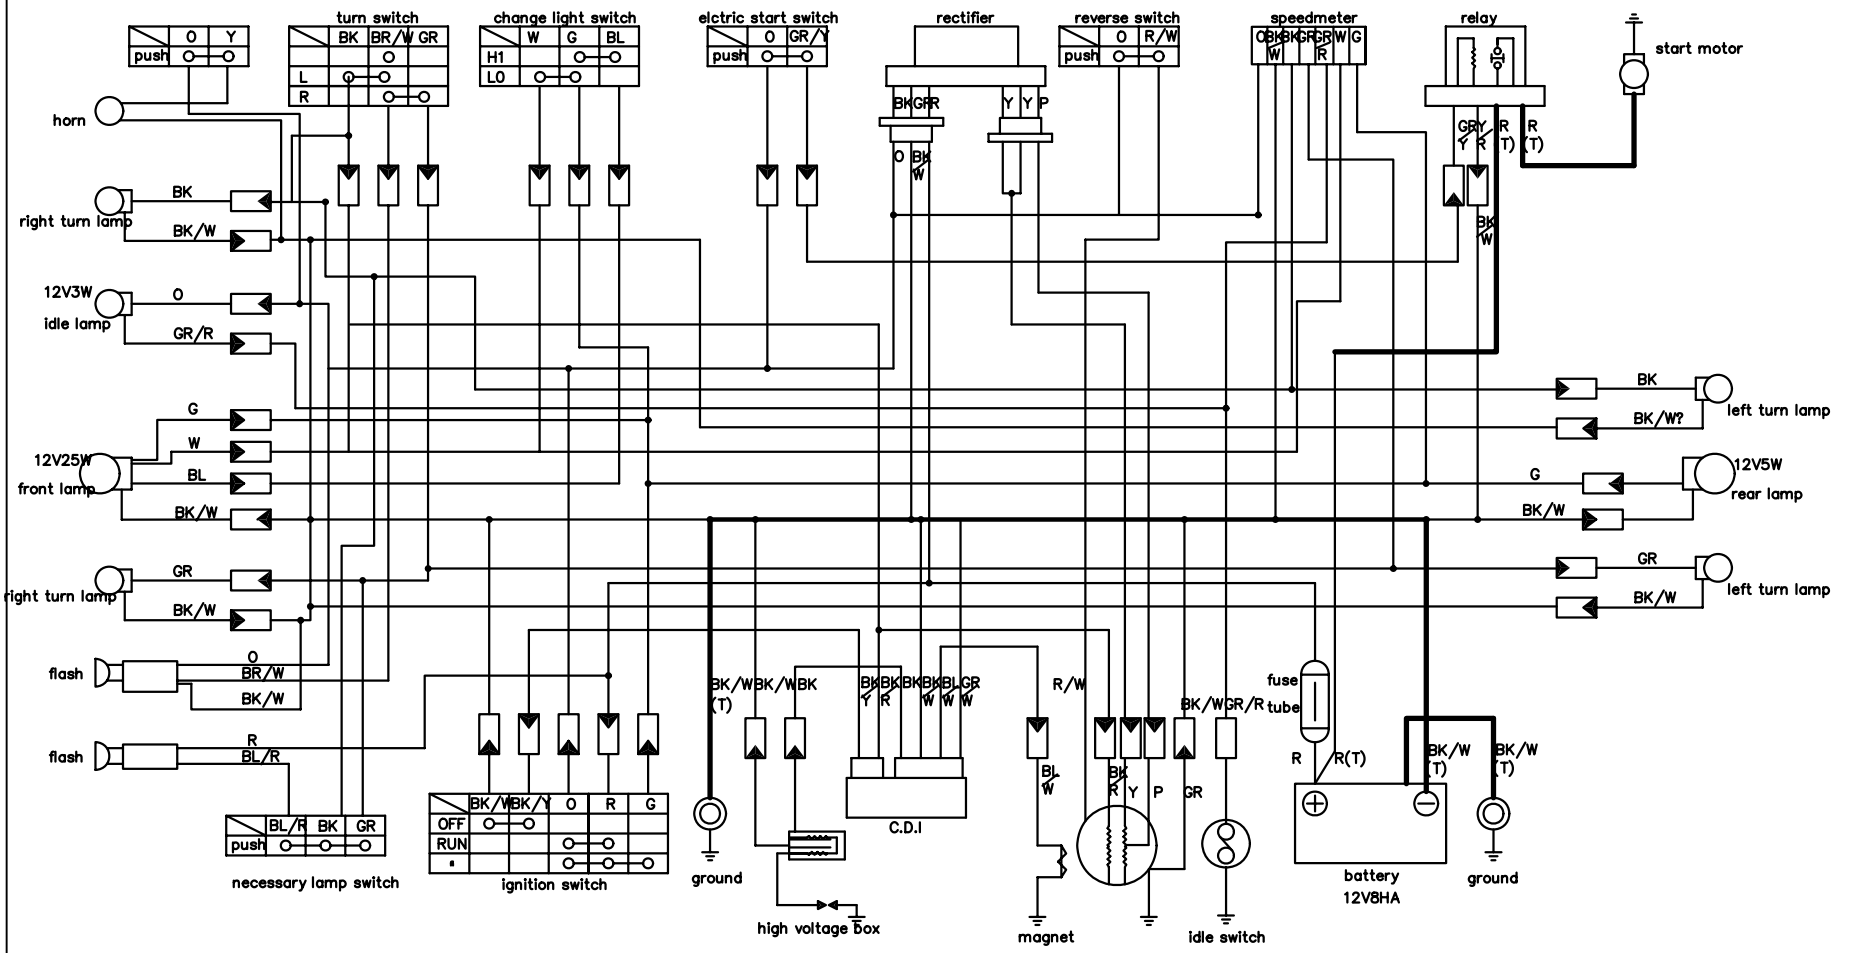 turn switch
change light switch
elctric start switch
rectifier
reverse switch
speedmeter
relay
O Y
push
BK BR/W GR
L
R
W G BL
H1
LO
O GR/Y
push
O R/W
push
O BK/W BK GR GR/R W G
start motor
horn
BK GR R
Y Y P
GR/Y Y/R R(T) R(T)
O BK/W
BK
right turn lamp
BK/W
BK/W
12V3W
O
idle lamp
GR/R
BK
left turn lamp
BK/W?
G
W
12V25W
BL
front lamp
BK/W
G
12V5W
rear lamp
BK/W
GR
right turn lamp
BK/W
GR
left turn lamp
BK/W
flash
O
BR/W
BK/W
flash
R
BL/R
BK/W
(T)
BK/W BK
BK/Y BK/R BK BK/W BL/W GR/W
R/W
BK/W GR/R
fuse
tube
R R(T)
BK/W
(T)
BK/W
(T)
BL/W
BK/R Y P GR
BL/R BK GR
push
necessary lamp switch
BK/W BK/Y O R G
OFF
RUN
ignition switch
C.D.I
ground
high voltage box
magnet
idle switch
battery
12V8HA
ground